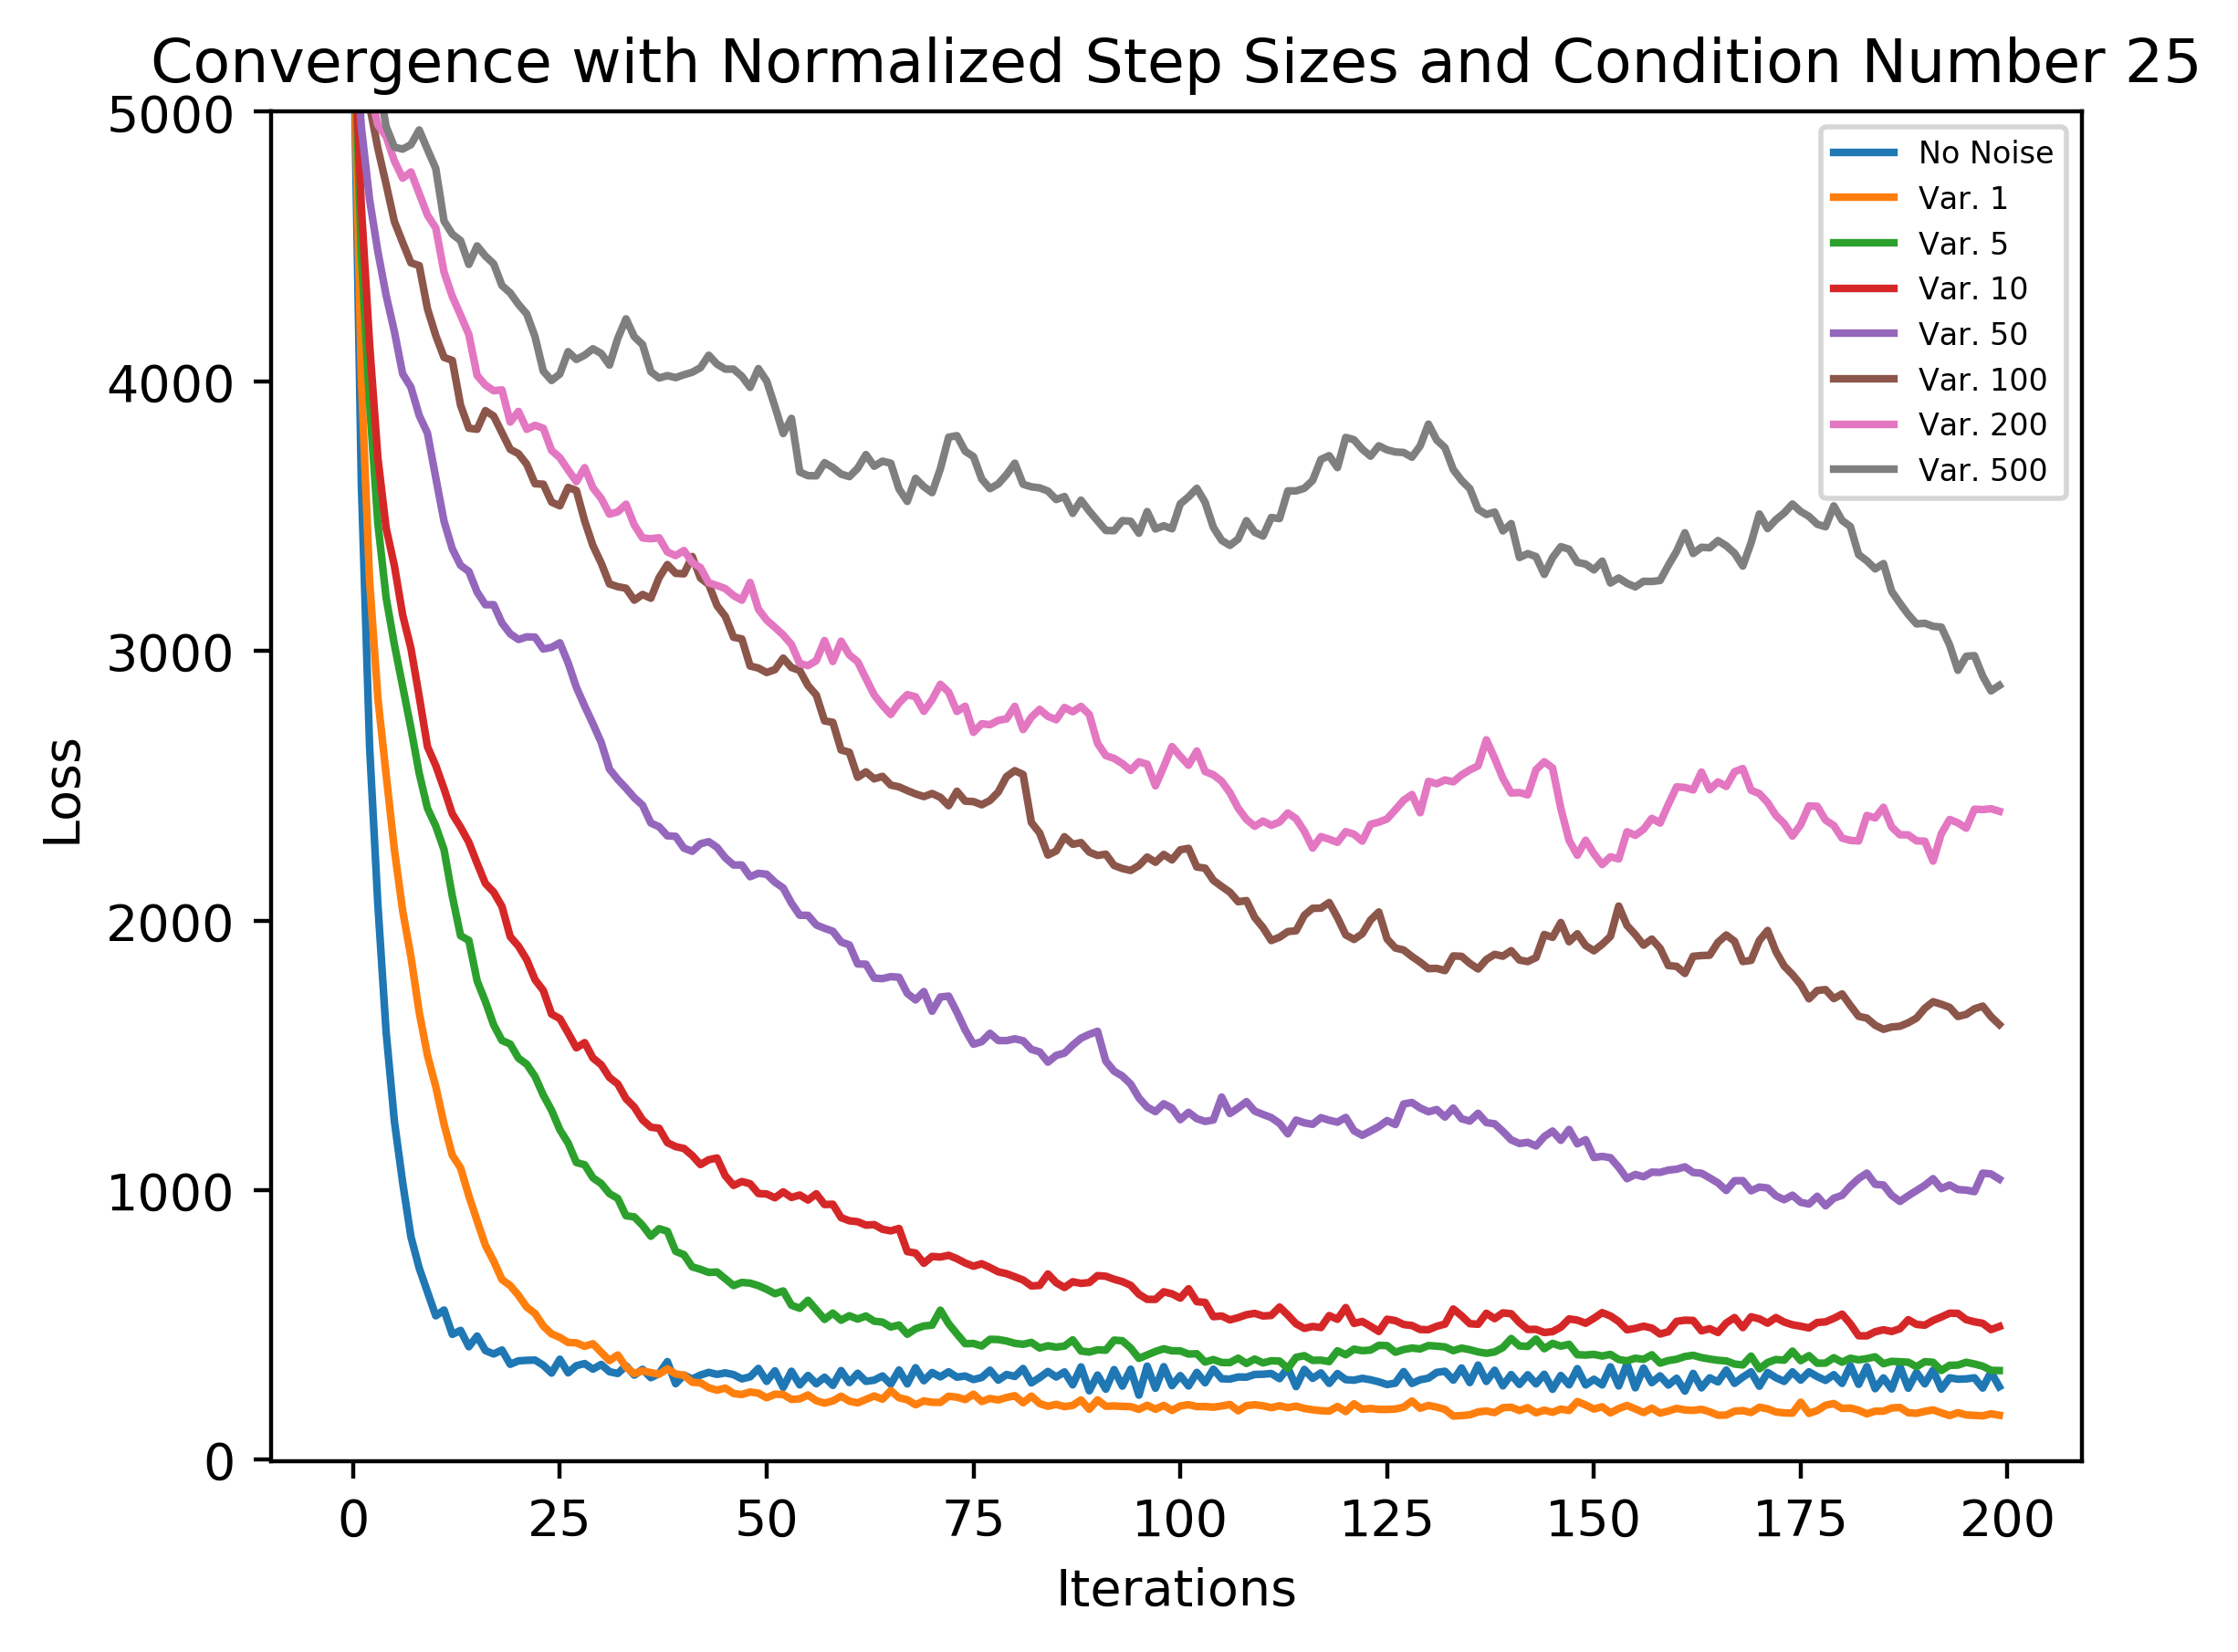 Convergence with Normalized Step Sizes and Condition Number 25
5000
4000
3000
2000
1000
0
Loss
No Noise
Var. 1
Var. 5
Var. 10
Var. 50
Var. 100
Var. 200
Var. 500
0 25 50 75 100 125 150 175 200
Iterations